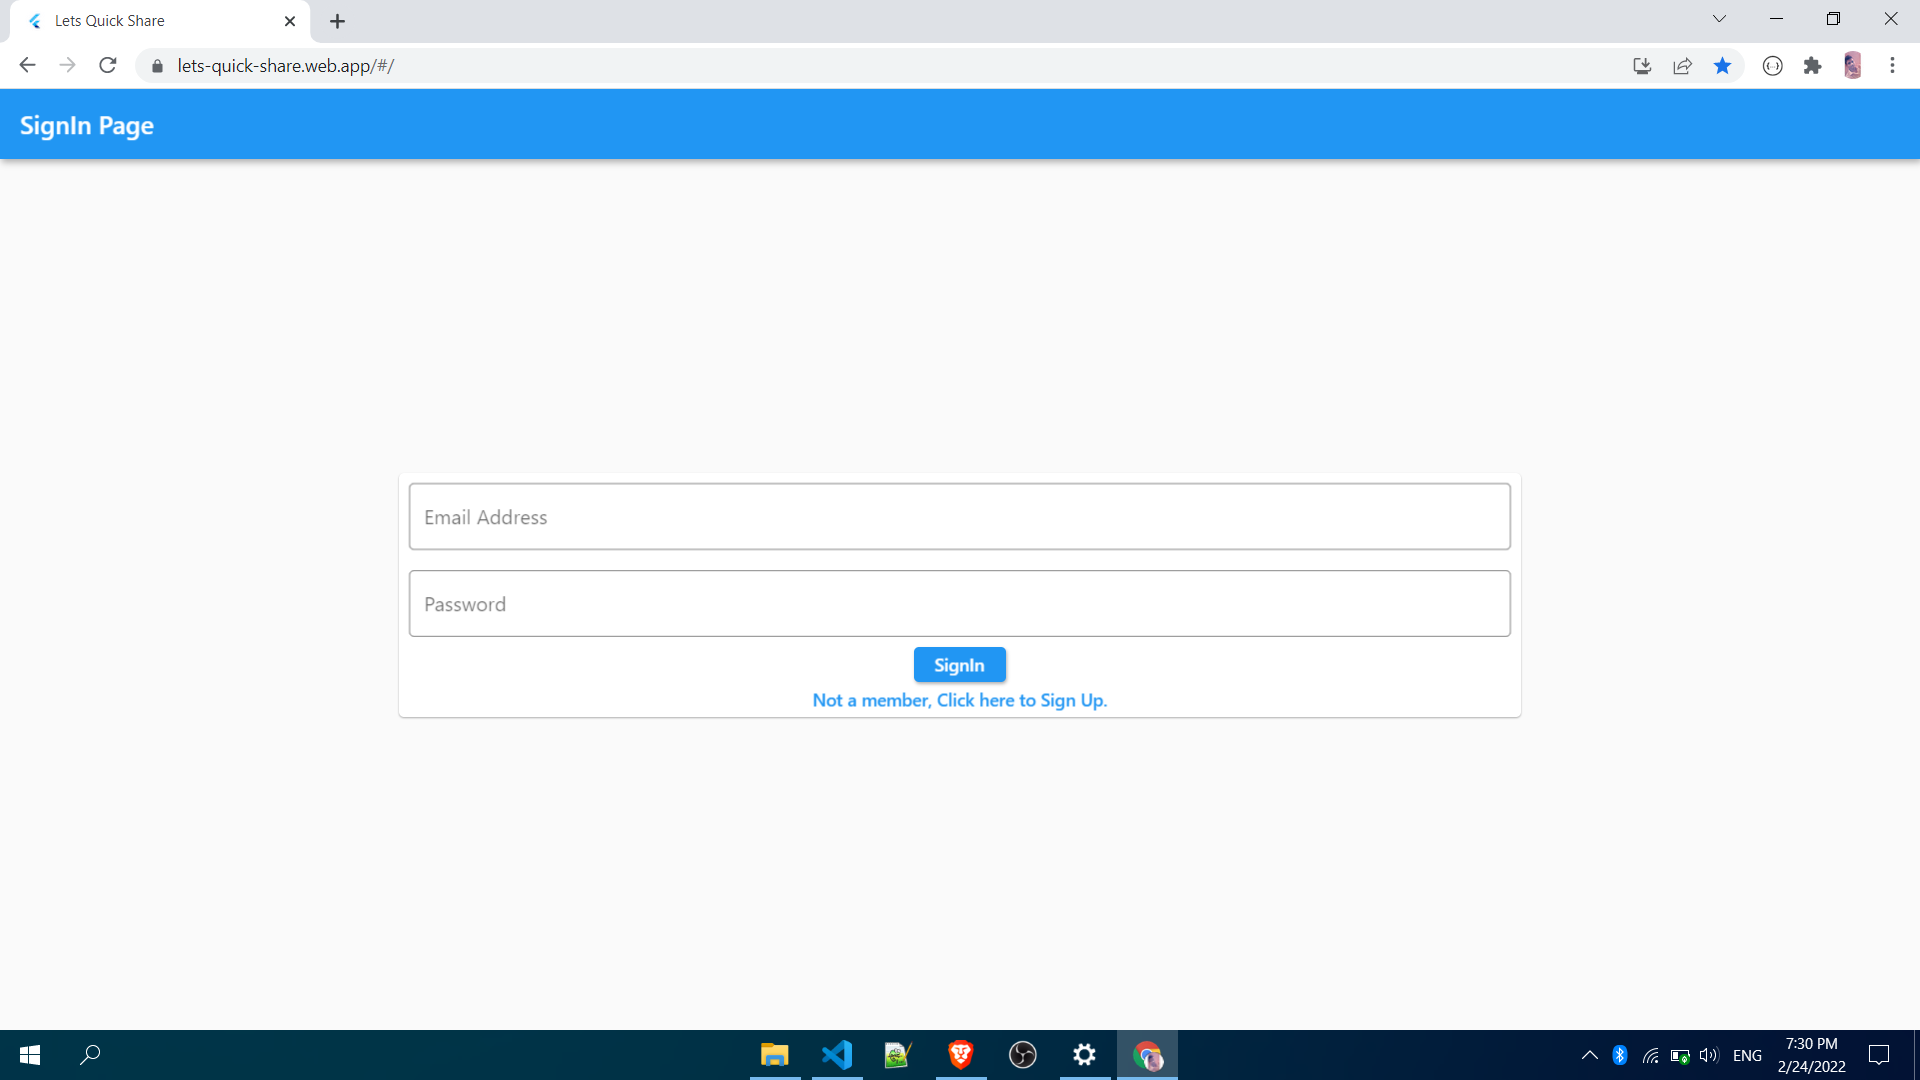 Lets Quick Share
lets-quick-share.web.app/#/
SignIn Page
Email Address
Password
SignIn
Not a member, Click here to Sign Up.
ENG
7:30 PM
2/24/2022